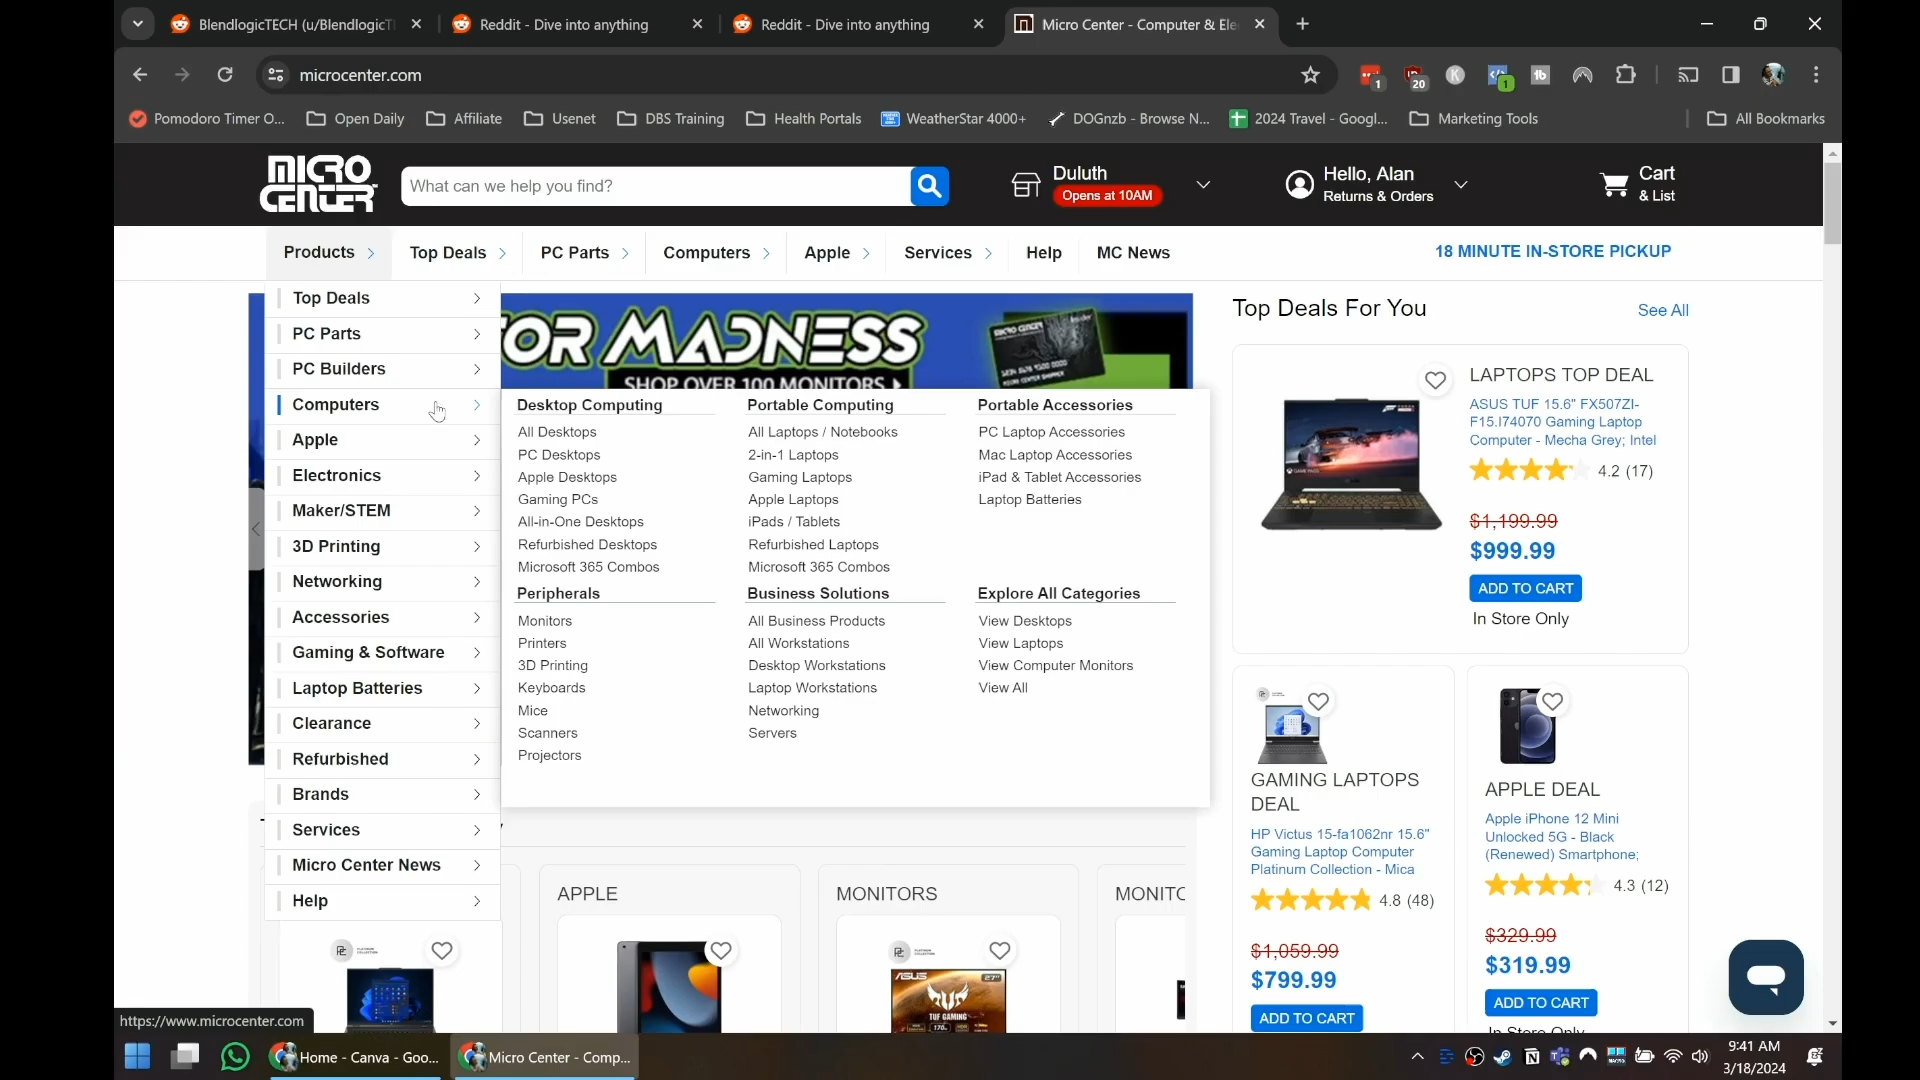 BlendlogicTECH (u/BlendlogicT
Reddit - Dive into anything
Reddit - Dive into anything
Micro Center - Computer & Ele
microcenter.com
1
20
1
Pomodoro Timer O...
Open Daily
Affiliate
Usenet
DBS Training
Health Portals
WeatherStar 4000+
DOGnzb - Browse N...
2024 Travel - Googl...
Marketing Tools
All Bookmarks
MICRO CENTER
What can we help you find?
Duluth
Opens at 10AM
Hello, Alan
Returns & Orders
Cart
& List
Products
Top Deals
PC Parts
Computers
Apple
Services
Help
MC News
18 MINUTE IN-STORE PICKUP
Top Deals
PC Parts
PC Builders
Computers
Apple
Electronics
Maker/STEM
3D Printing
Networking
Accessories
Gaming & Software
Laptop Batteries
Clearance
Refurbished
Brands
Services
Micro Center News
Help
OR MADNESS
SHOP OVER 100 MONITORS
Desktop Computing
All Desktops
PC Desktops
Apple Desktops
Gaming PCs
All-in-One Desktops
Refurbished Desktops
Microsoft 365 Combos
Portable Computing
All Laptops / Notebooks
2-in-1 Laptops
Gaming Laptops
Apple Laptops
iPads / Tablets
Refurbished Laptops
Microsoft 365 Combos
Portable Accessories
PC Laptop Accessories
Mac Laptop Accessories
iPad & Tablet Accessories
Laptop Batteries
Peripherals
Monitors
Printers
3D Printing
Keyboards
Mice
Scanners
Projectors
Business Solutions
All Business Products
All Workstations
Desktop Workstations
Laptop Workstations
Networking
Servers
Explore All Categories
View Desktops
View Laptops
View Computer Monitors
View All
Top Deals For You
See All
LAPTOPS TOP DEAL
ASUS TUF 15.6" FX507ZI-
F15.I74070 Gaming Laptop
Computer - Mecha Grey; Intel
4.2 (17)
$1,199.99
$999.99
ADD TO CART
In Store Only
GAMING LAPTOPS
DEAL
HP Victus 15-fa1062nr 15.6"
Gaming Laptop Computer
Platinum Collection - Mica
4.8 (48)
$1,059.99
$799.99
ADD TO CART
APPLE DEAL
Apple iPhone 12 Mini
Unlocked 5G - Black
(Renewed) Smartphone;
4.3 (12)
$329.99
$319.99
ADD TO CART
In Store Only
APPLE
MONITORS
MONITO
ASUS
27"
TUF GAMING
https://www.microcenter.com
Home - Canva - Goo...
Micro Center - Comp...
9:41 AM
3/18/2024